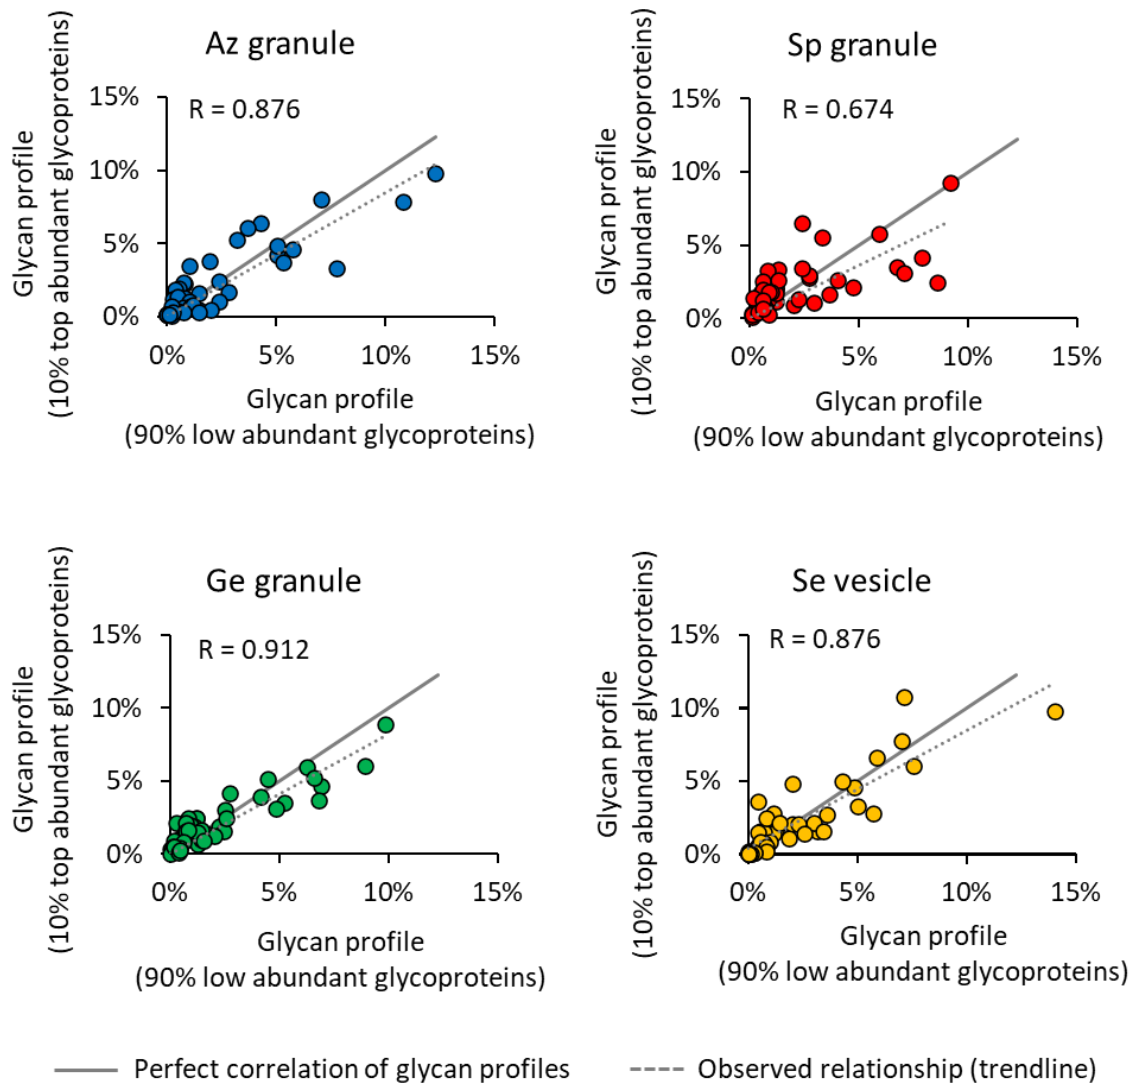 Az granule
Glycan profile
(10% top abundant glycoproteins)
15%
10%
5%
0%
R = 0.876
0%
5%
10%
15%
Glycan profile
(90% low abundant glycoproteins)
Sp granule
Glycan profile
(10% top abundant glycoproteins)
15%
10%
5%
0%
R = 0.674
0%
5%
10%
15%
Glycan profile
(90% low abundant glycoproteins)
Ge granule
Glycan profile
(10% top abundant glycoproteins)
15%
10%
5%
0%
R = 0.912
0%
5%
10%
15%
Glycan profile
(90% low abundant glycoproteins)
Se vesicle
Glycan profile
(10% top abundant glycoproteins)
15%
10%
5%
0%
R = 0.876
0%
5%
10%
15%
Glycan profile
(90% low abundant glycoproteins)
Perfect correlation of glycan profiles
Observed relationship (trendline)